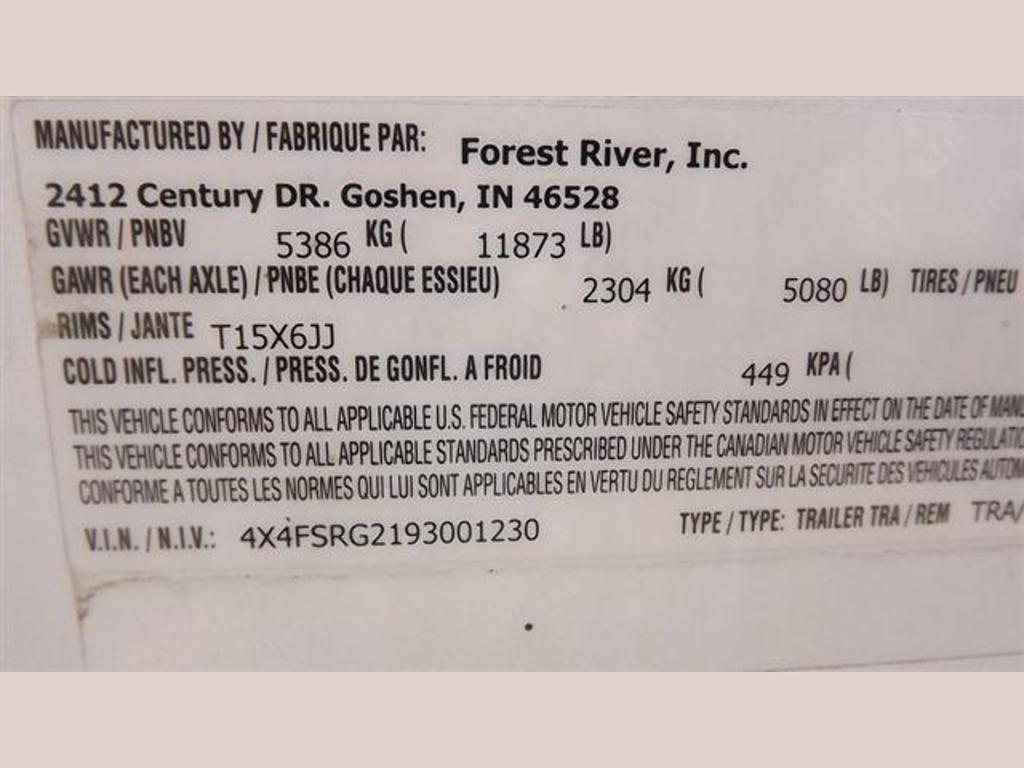 MANUFACTURED BY / FABRIQUE PAR: Forest River, Inc.
2412 Century DR. Goshen, IN 46528
GVWR / PNBV 5386 KG ( 11873 LB)
GAWR (EACH AXLE) / PNBE (CHAQUE ESSIEU) 2304 KG ( 5080 LB) TIRES / PNEU
RIMS / JANTE T15X6JJ
COLD INFL. PRESS. / PRESS. DE GONFL. A FROID 449 KPA (
THIS VEHICLE CONFORMS TO ALL APPLICABLE U.S. FEDERAL MOTOR VEHICLE SAFETY STANDARDS IN EFFECT ON THE DATE OF
THIS VEHICLE CONFORMS TO ALL APPLICABLE STANDARDS PRESCRIBED UNDER THE CANADIAN MOTOR VEHICLE SAFETY
CONFORME A TOUTES LES NORMES QUI LUI SONT APPLICABLES EN VERTU DU REGLEMENT SUR LA SECURITE DES VEHICULES
V.I.N. / N.I.V.: 4X4FSRG2193001230 TYPE / TYPE: TRAILER TRA / REM TRA/